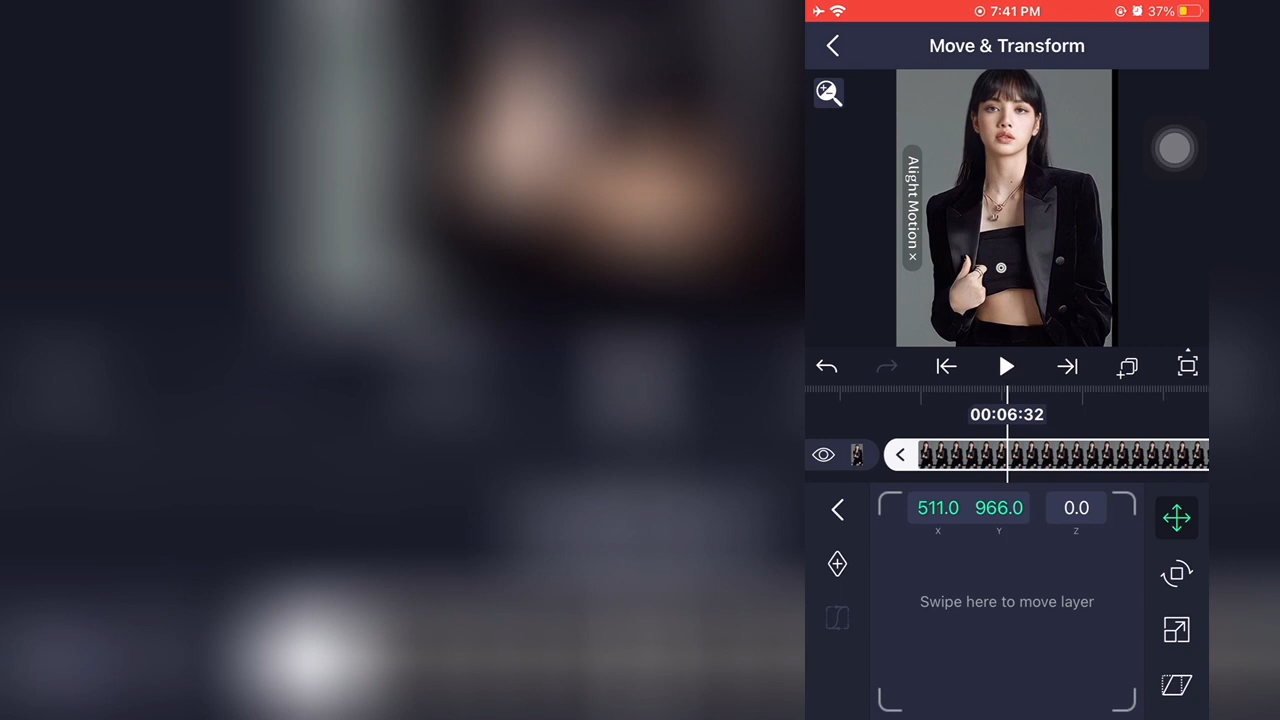 7:41 PM
37%
Move & Transform
Alight Motion ×
00:06:32
511.0 966.0 0.0
X Y Z
Swipe here to move layer